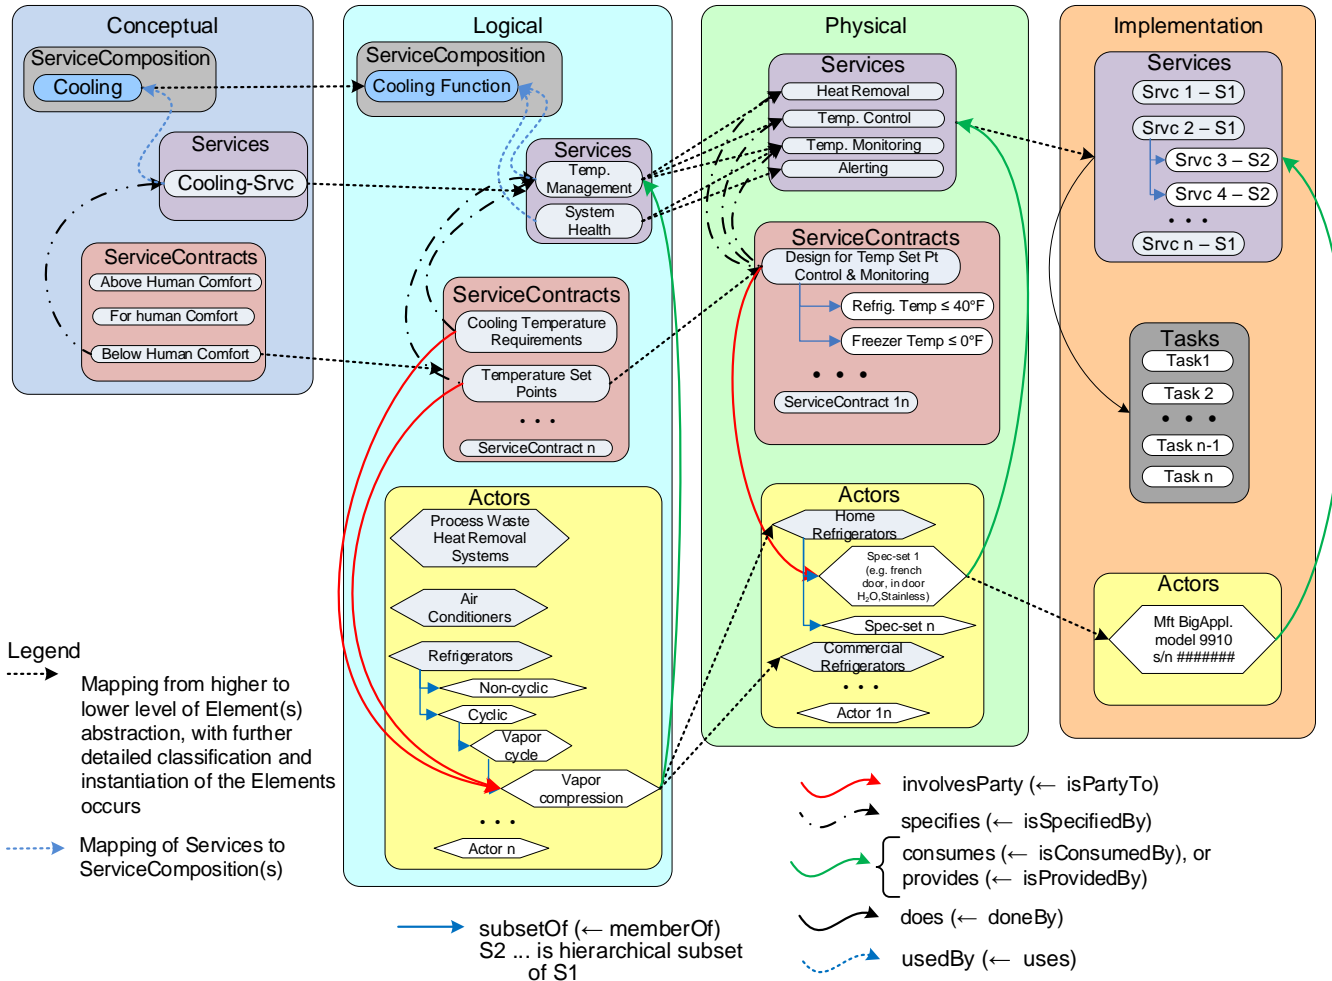 Conceptual
ServiceComposition
Cooling
Services
Cooling-Srvc
ServiceContracts
Above Human Comfort
For human Comfort
Below Human Comfort
Logical
ServiceComposition
Cooling Function
Services
Temp.
Management
System
Health
ServiceContracts
Cooling Temperature
Requirements
Temperature Set
Points
• • •
ServiceContract n
Actors
Process Waste
Heat Removal
Systems
Air
Conditioners
Refrigerators
Non-cyclic
Cyclic
Vapor
cycle
Vapor
compression
• • •
Actor n
Physical
Services
Heat Removal
Temp. Control
Temp. Monitoring
Alerting
ServiceContracts
Design for Temp Set Pt
Control & Monitoring
Refrig. Temp ≤ 40°F
Freezer Temp ≤ 0°F
• • •
ServiceContract 1n
Actors
Home
Refrigerators
Spec-set 1
(e.g. french
door, in door
H₂O,Stainless)
Spec-set n
Commercial
Refrigerators
• • •
Actor 1n
Implementation
Services
Srvc 1 – S1
Srvc 2 – S1
Srvc 3 – S2
Srvc 4 – S2
• • •
Srvc n – S1
Tasks
Task1
Task 2
• • •
Task n-1
Task n
Actors
Mft BigAppl.
model 9910
s/n #######
Legend
Mapping from higher to
lower level of Element(s)
abstraction, with further
detailed classification and
instantiation of the Elements
occurs
Mapping of Services to
ServiceComposition(s)
subsetOf (← memberOf)
S2 ... is hierarchical subset
of S1
involvesParty (← isPartyTo)
specifies (← isSpecifiedBy)
consumes (← isConsumedBy), or
provides (← isProvidedBy)
does (← doneBy)
usedBy (← uses)